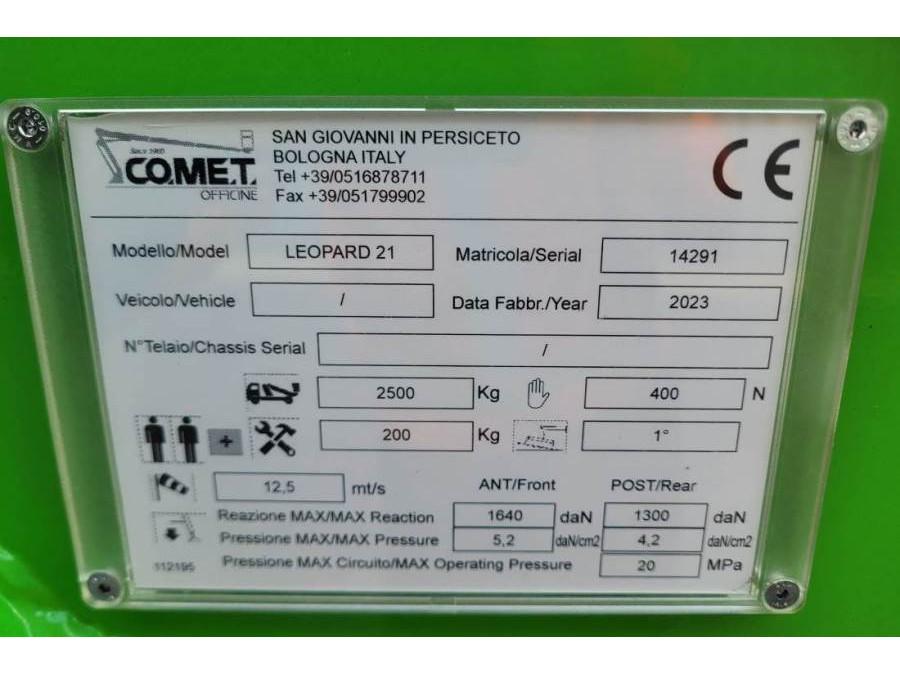 SAN GIOVANNI IN PERSICETO
BOLOGNA ITALY
Tel +39/0516878711
Fax +39/051799902
CO.MET.
OFFICINE
CE
Modello/Model LEOPARD 21 Matricola/Serial 14291
Veicolo/Vehicle / Data Fabbr./Year 2023
N°Telaio/Chassis Serial /
2500 Kg 400 N
+ 200 Kg 1°
12,5 mt/s ANT/Front POST/Rear
Reazione MAX/MAX Reaction 1640 daN 1300 daN
Pressione MAX/MAX Pressure 5,2 daN/cm2 4,2 daN/cm2
112195 Pressione MAX Circuito/MAX Operating Pressure 20 MPa